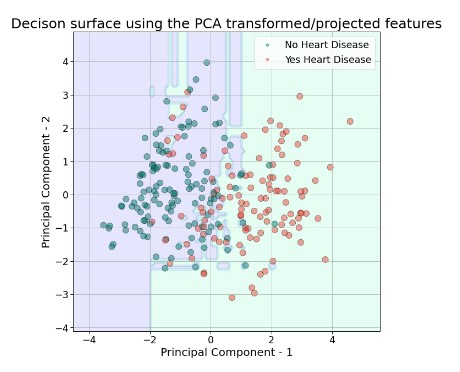 Decison surface using the PCA transformed/projected features
No Heart Disease
Yes Heart Disease
4
3
2
1
0
−1
−2
−3
−4
Principal Component - 2
−4 −2 0 2 4
Principal Component - 1